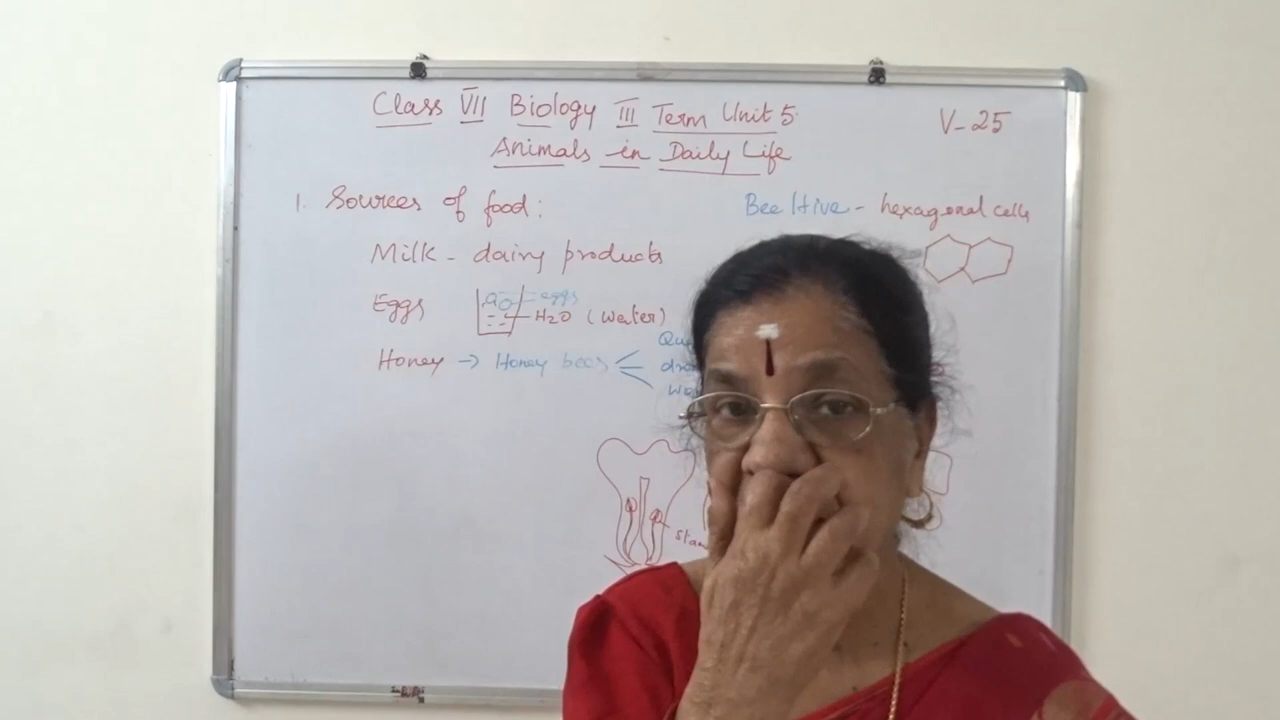 Class VII Biology III Term Unit 5
V-25
Animals in Daily Life
1. Sources of food:
Bee Hive - hexagonal cells
Milk - dairy products
Eggs
eggs
H2O (water)
Honey → Honey bees